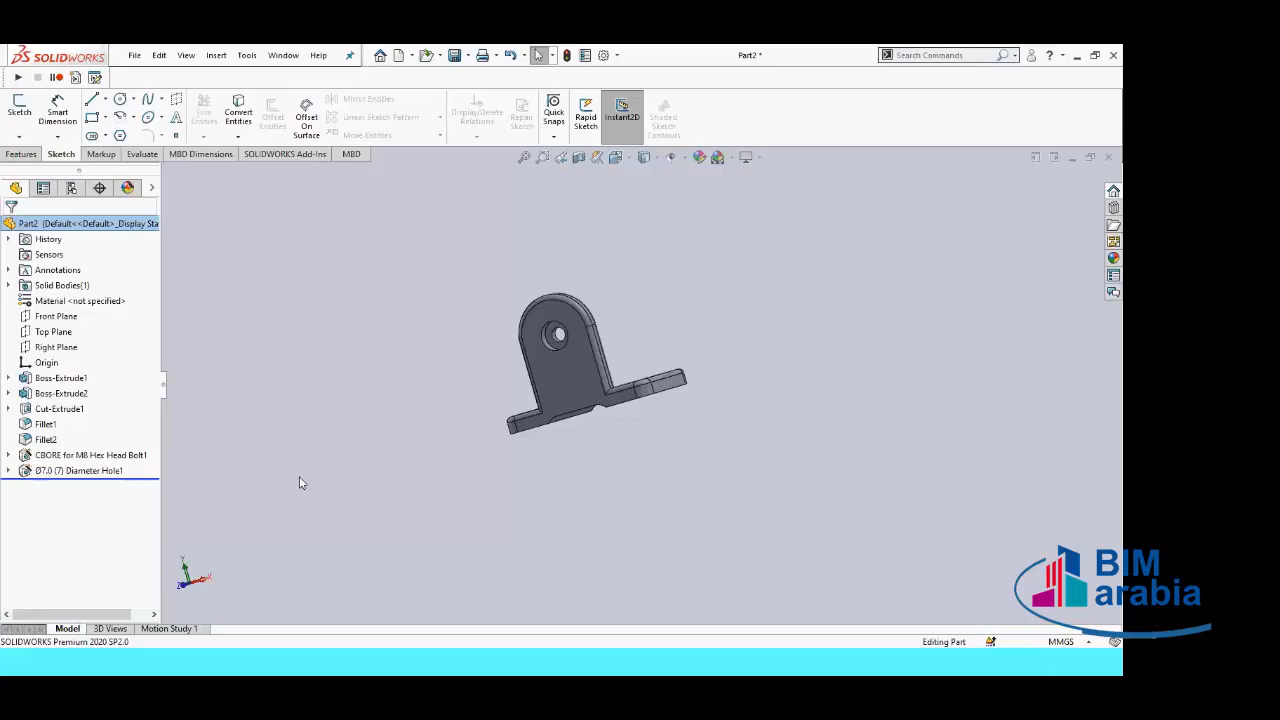 SOLIDWORKS File Edit View Insert Tools Window Help Part2 * Search Commands
Sketch Smart Dimension Trim Entities Convert Entities Offset Entities Offset On Surface Mirror Entities Linear Sketch Pattern Move Entities Display/Delete Relations Repair Sketch Quick Snaps Rapid Sketch Instant2D Shaded Sketch Contours
Features Sketch Markup Evaluate MBD Dimensions SOLIDWORKS Add-Ins MBD
Part2 (Default<<Default>_Display Sta
History
Sensors
Annotations
Solid Bodies(1)
Material <not specified>
Front Plane
Top Plane
Right Plane
Origin
Boss-Extrude1
Boss-Extrude2
Cut-Extrude1
Fillet1
Fillet2
CBORE for M8 Hex Head Bolt1
Ø7.0 (7) Diameter Hole1
Y
X
Z
BIM
arabia
Model 3D Views Motion Study 1
SOLIDWORKS Premium 2020 SP2.0 Editing Part MMGS